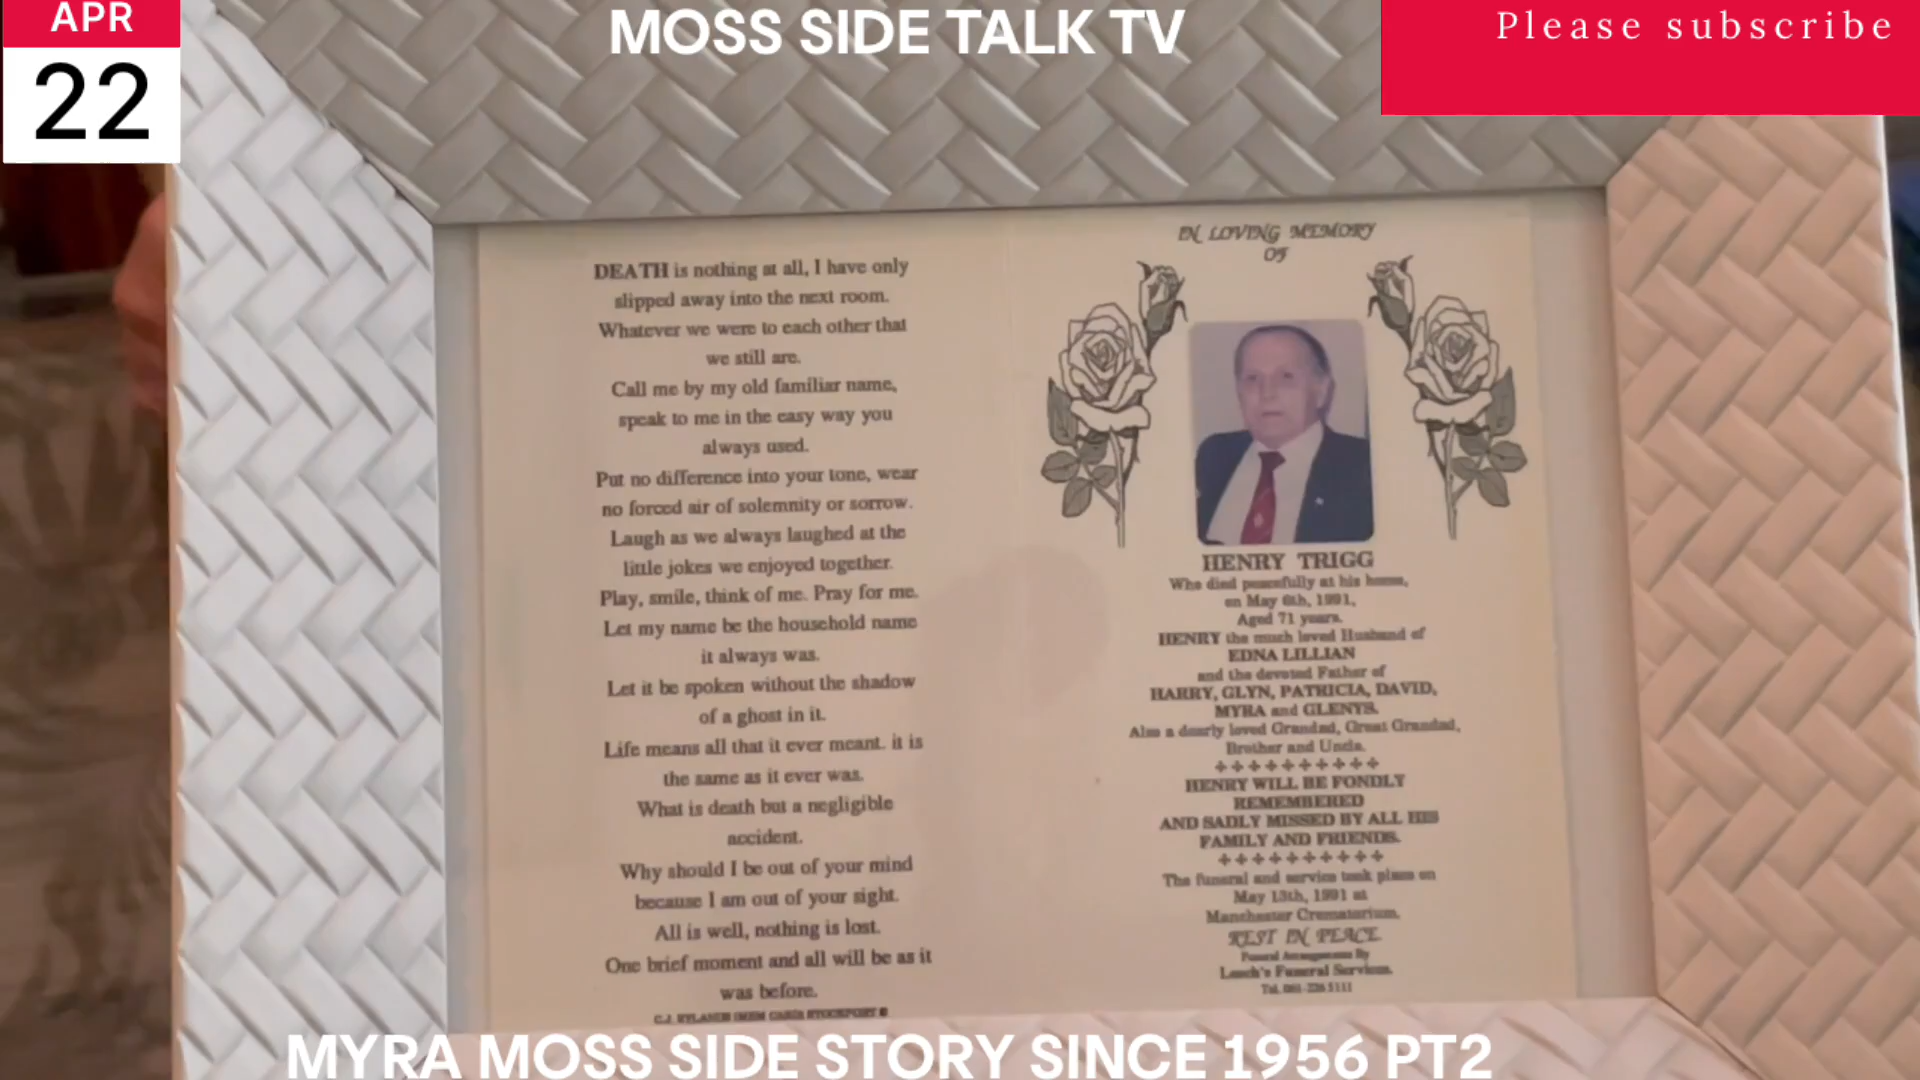 APR
22
MOSS SIDE TALK TV
Please subscribe
DEATH is nothing at all, I have only
slipped away into the next room.
Whatever we were to each other that
we still are.
Call me by my old familiar name,
speak to me in the easy way you
always used.
Put no difference into your tone, wear
no forced air of solemnity or sorrow.
Laugh as we always laughed at the
little jokes we enjoyed together.
Play, smile, think of me. Pray for me.
Let my name be the household name
it always was.
Let it be spoken without the shadow
of a ghost in it.
Life means all that it ever meant. it is
the same as it ever was.
What is death but a negligible
accident.
Why should I be out of your mind
because I am out of your sight.
All is well, nothing is lost.
One brief moment and all will be as it
was before.
IN LOVING MEMORY
OF
HENRY TRIGG
Who died peacefully at his home,
on May 6th, 1991,
Aged 71 years.
HENRY the much loved Husband of
EDNA LILLIAN
and the devoted Father of
HARRY, GLYN, PATRICIA, DAVID,
MYRA and GLENYS.
Also a dearly loved Grandad, Great Grandad,
Brother and Uncle.
HENRY WILL BE FONDLY
REMEMBERED
AND SADLY MISSED BY ALL HIS
FAMILY AND FRIENDS.
The funeral and service took place on
May 13th, 1991 at
Manchester Crematorium.
REST IN PEACE
Funeral Arrangements By
Funeral Services.
MYRA MOSS SIDE STORY SINCE 1956 PT2